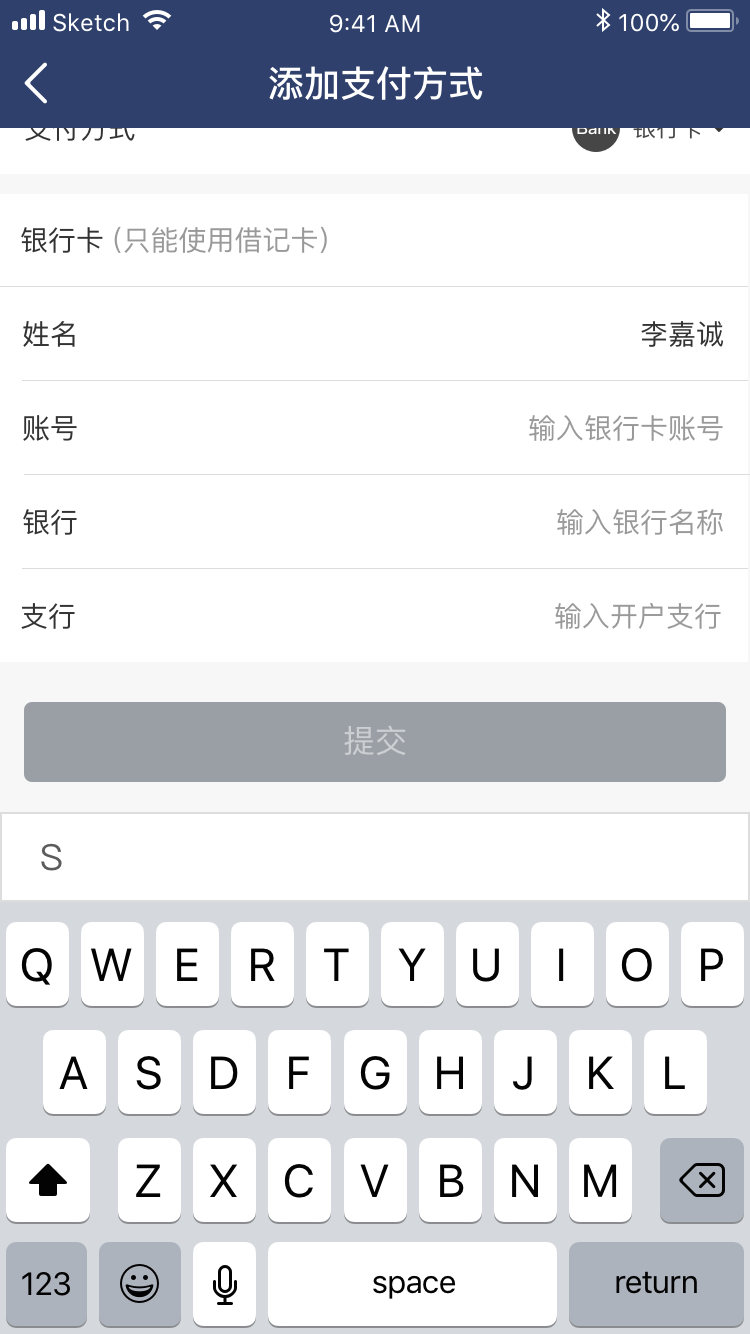 Sketch 9:41 AM 100%
添加支付方式
支付方式 Bank 银行卡
银行卡 (只能使用借记卡)
姓名 李嘉诚
账号 输入银行卡账号
银行 输入银行名称
支行 输入开户支行
提交
S
Q W E R T Y U I O P
A S D F G H J K L
Z X C V B N M
123 space return